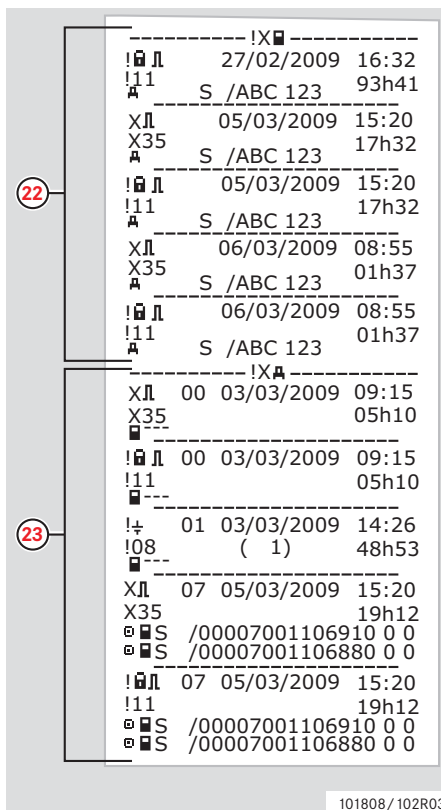 !X
! 27/02/2009 16:32
!11 93h41
S /ABC 123
X 05/03/2009 15:20
X35 17h32
S /ABC 123
! 05/03/2009 15:20
!11 17h32
S /ABC 123
X 06/03/2009 08:55
X35 01h37
S /ABC 123
! 06/03/2009 08:55
!11 01h37
S /ABC 123
22
!X
X 00 03/03/2009 09:15
X35 05h10
---
! 00 03/03/2009 09:15
!11 05h10
---
! 01 03/03/2009 14:26
!08 ( 1) 48h53
---
X 07 05/03/2009 15:20
X35 19h12
S /00007001106910 0 0
S /00007001106880 0 0
! 07 05/03/2009 15:20
!11 19h12
S /00007001106910 0 0
S /00007001106880 0 0
23
101808/102R03